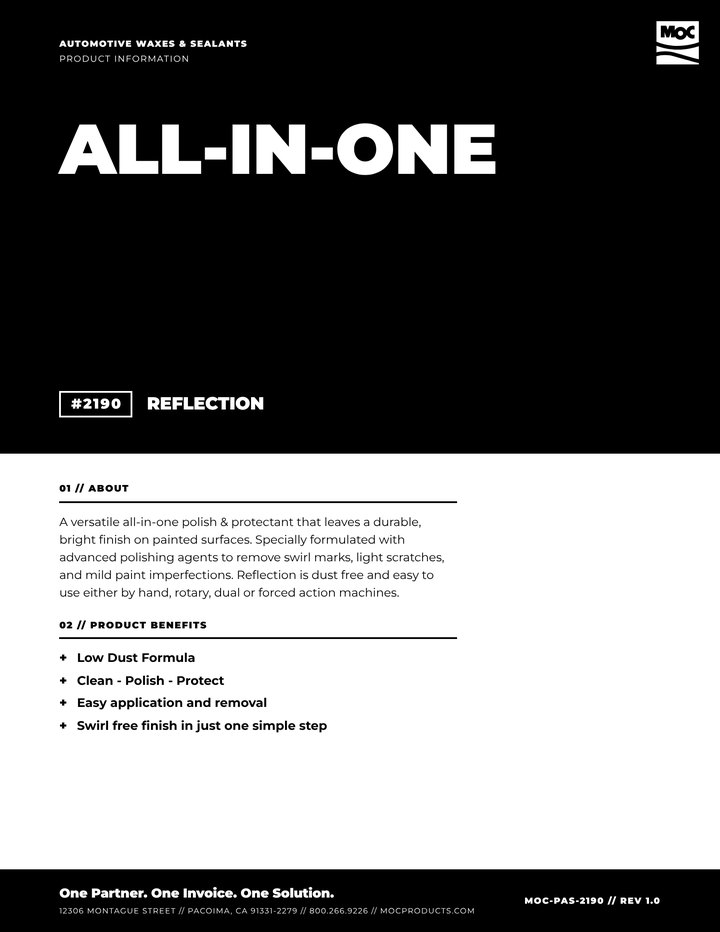 AUTOMOTIVE WAXES & SEALANTS
PRODUCT INFORMATION
MOC
ALL-IN-ONE
#2190 REFLECTION
01 // ABOUT
A versatile all-in-one polish & protectant that leaves a durable,
bright finish on painted surfaces. Specially formulated with
advanced polishing agents to remove swirl marks, light scratches,
and mild paint imperfections. Reflection is dust free and easy to
use either by hand, rotary, dual or forced action machines.
02 // PRODUCT BENEFITS
+ Low Dust Formula
+ Clean - Polish - Protect
+ Easy application and removal
+ Swirl free finish in just one simple step
One Partner. One Invoice. One Solution.
12306 MONTAGUE STREET // PACOIMA, CA 91331-2279 // 800.266.9226 // MOCPRODUCTS.COM
MOC-PAS-2190 // REV 1.0